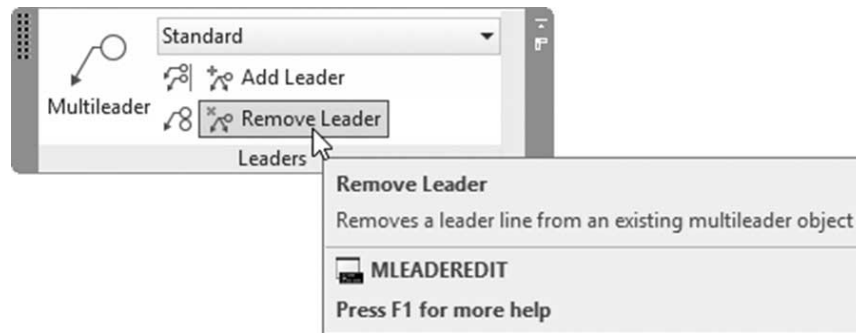 Standard
Add Leader
Multileader
Remove Leader
Leaders
Remove Leader
Removes a leader line from an existing multileader object
MLEADEREDIT
Press F1 for more help